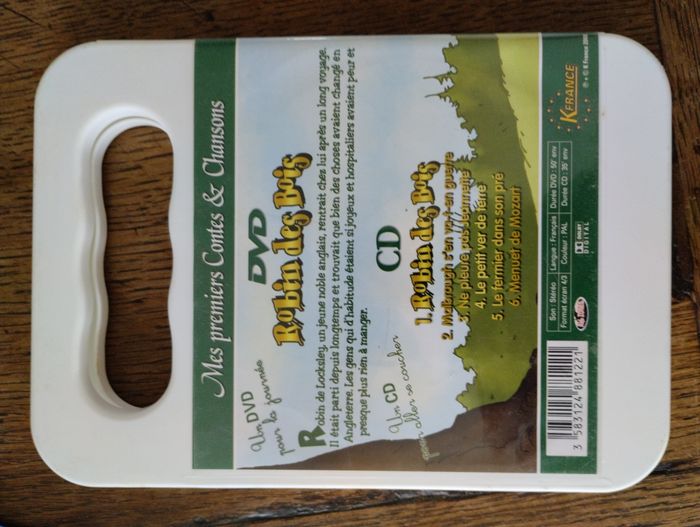 Mes premiers Contes & Chansons
Un DVD
pour la journée
DVD
Robin des Bois
Robin de Locksley, un jeune noble anglais, rentrait chez lui après un long voyage.
Il était parti depuis longtemps et trouvait que bien des choses avaient changé en
Angleterre. Les gens qui d'habitude étaient si joyeux et hospitaliers avaient peur et
presque plus rien à manger.
Un CD
pour aller se coucher
CD
1. Robin des Bois
2. Malbrough s'en va-t-en guerre
3. Ne pleure pas Jeannette
4. Le petit ver de terre
5. Le fermier dans son pré
6. Menuet de Mozart
3 583124 881221
Son : Stéréo
Langue : Français
Durée DVD : 50' env
Format écran 4/3
Couleur : PAL
Durée CD : 35' env
DOLBY
DIGITAL
KFRANCE
℗ + © K France